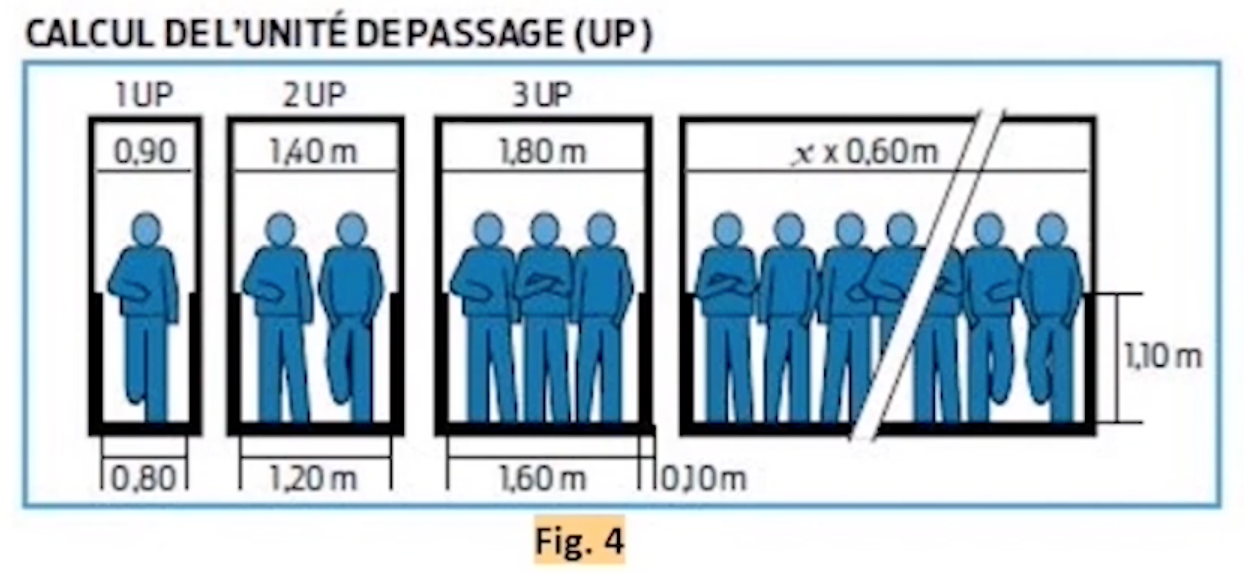 CALCUL DE L'UNITÉ DE PASSAGE (UP)
1 UP
2 UP
3 UP
0,90
1,40 m
1,80 m
x x 0,60 m
1,10 m
0,80
1,20 m
1,60 m
0,10 m
Fig. 4